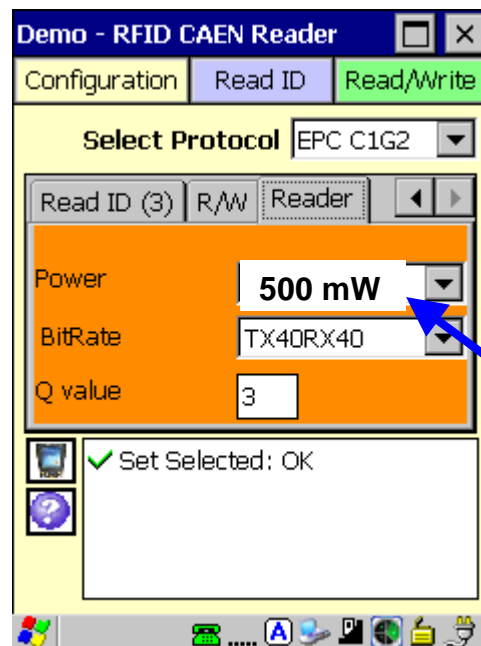 Demo - RFID CAEN Reader
Configuration Read ID Read/Write
Select Protocol EPC C1G2
Read ID (3) R/W Reader
Power 500 mW
BitRate TX40RX40
Q value 3
Set Selected: OK
?
..... A